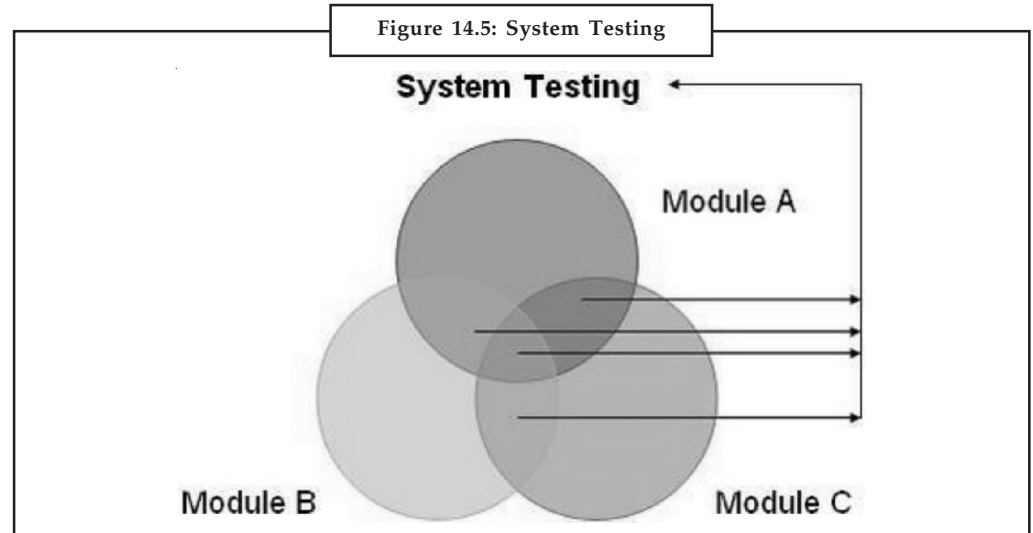 Figure 14.5: System Testing
System Testing
Module A
Module B
Module C